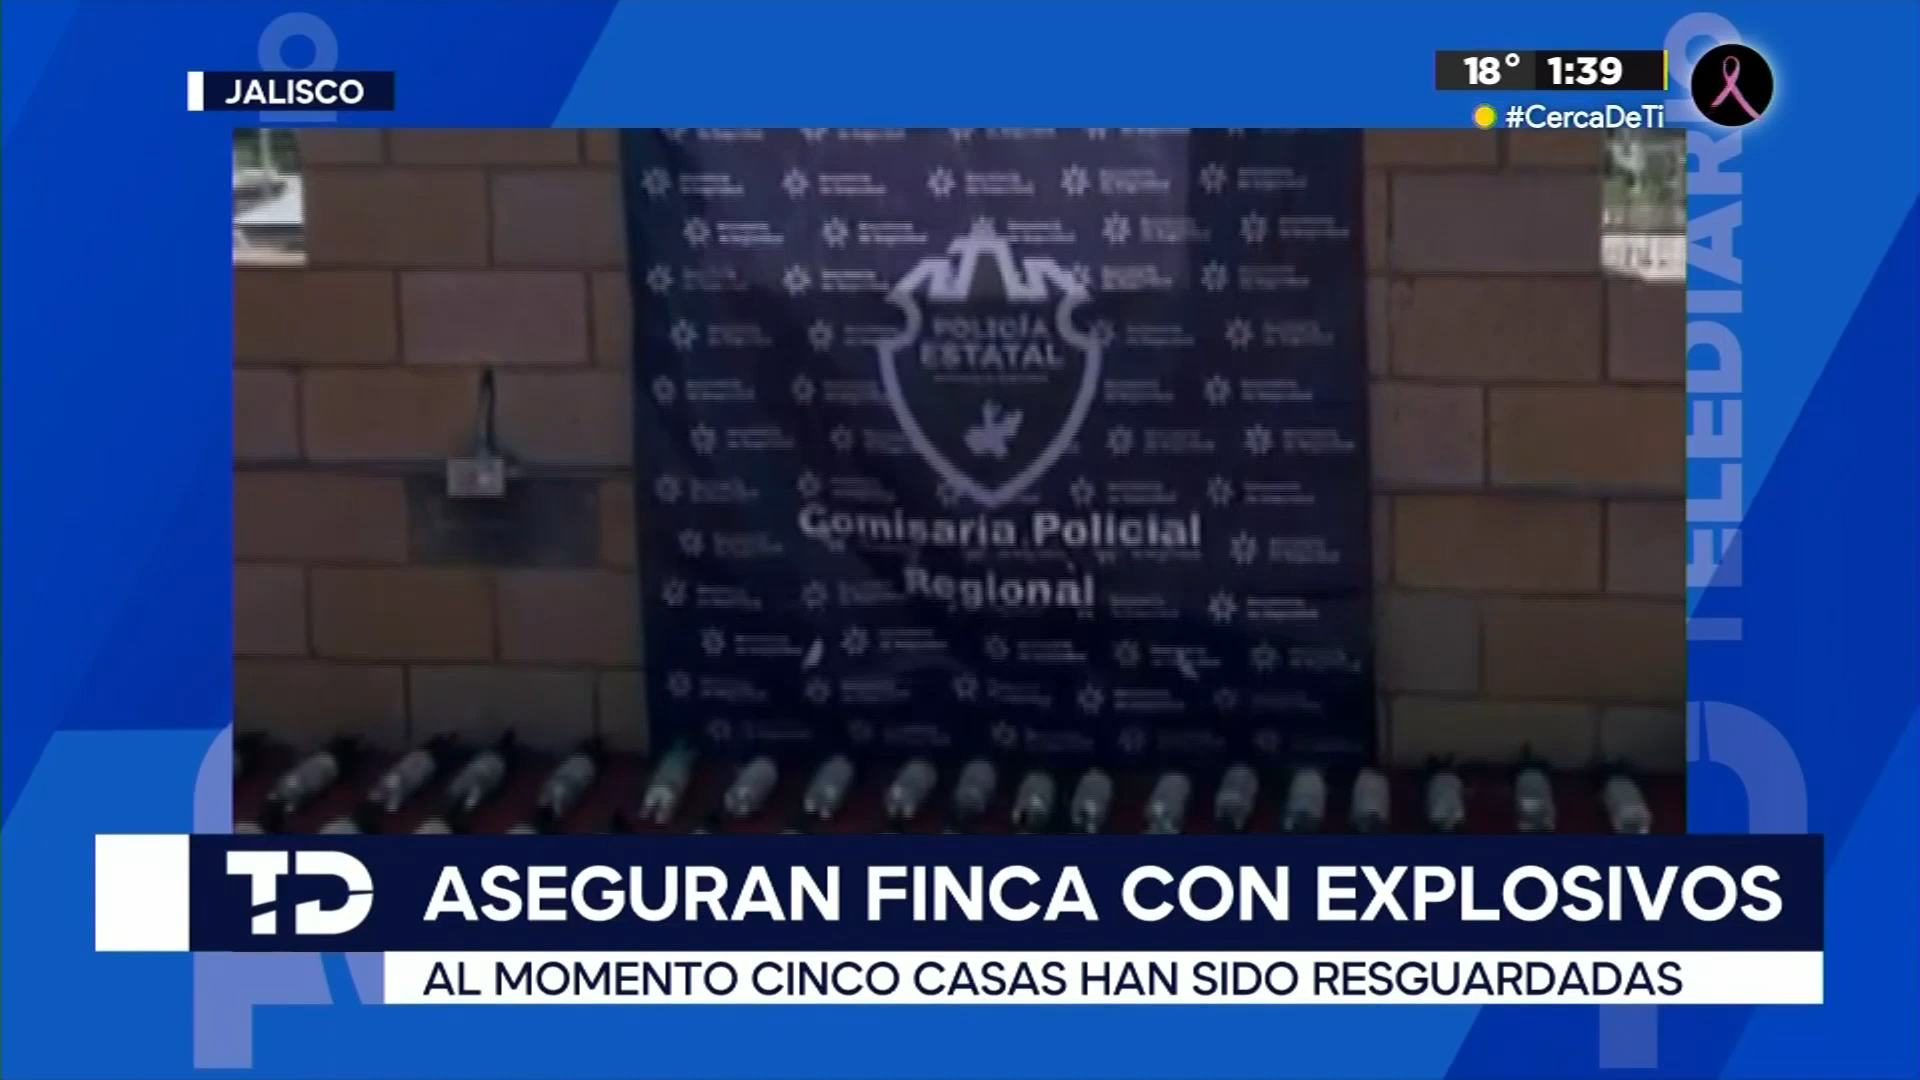 JALISCO
18° 1:39
#CercaDeTi
TELEDIARIO
POLICÍA
ESTATAL
Comisaría Policial
Regional
TD ASEGURAN FINCA CON EXPLOSIVOS
AL MOMENTO CINCO CASAS HAN SIDO RESGUARDADAS